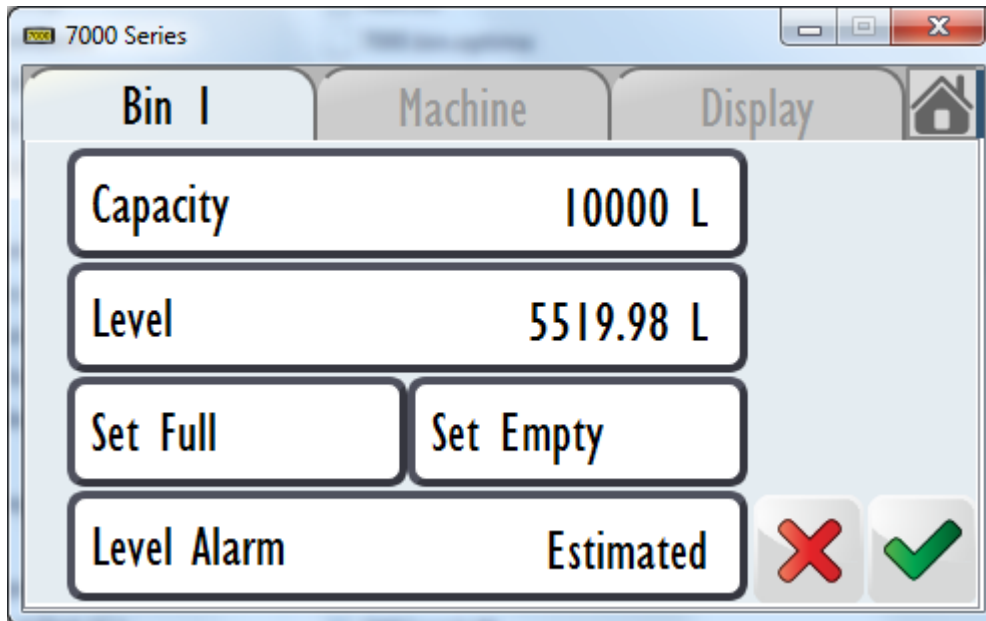 7000 Series
Bin 1 Machine Display
Capacity 10000 L
Level 5519.98 L
Set Full Set Empty
Level Alarm Estimated